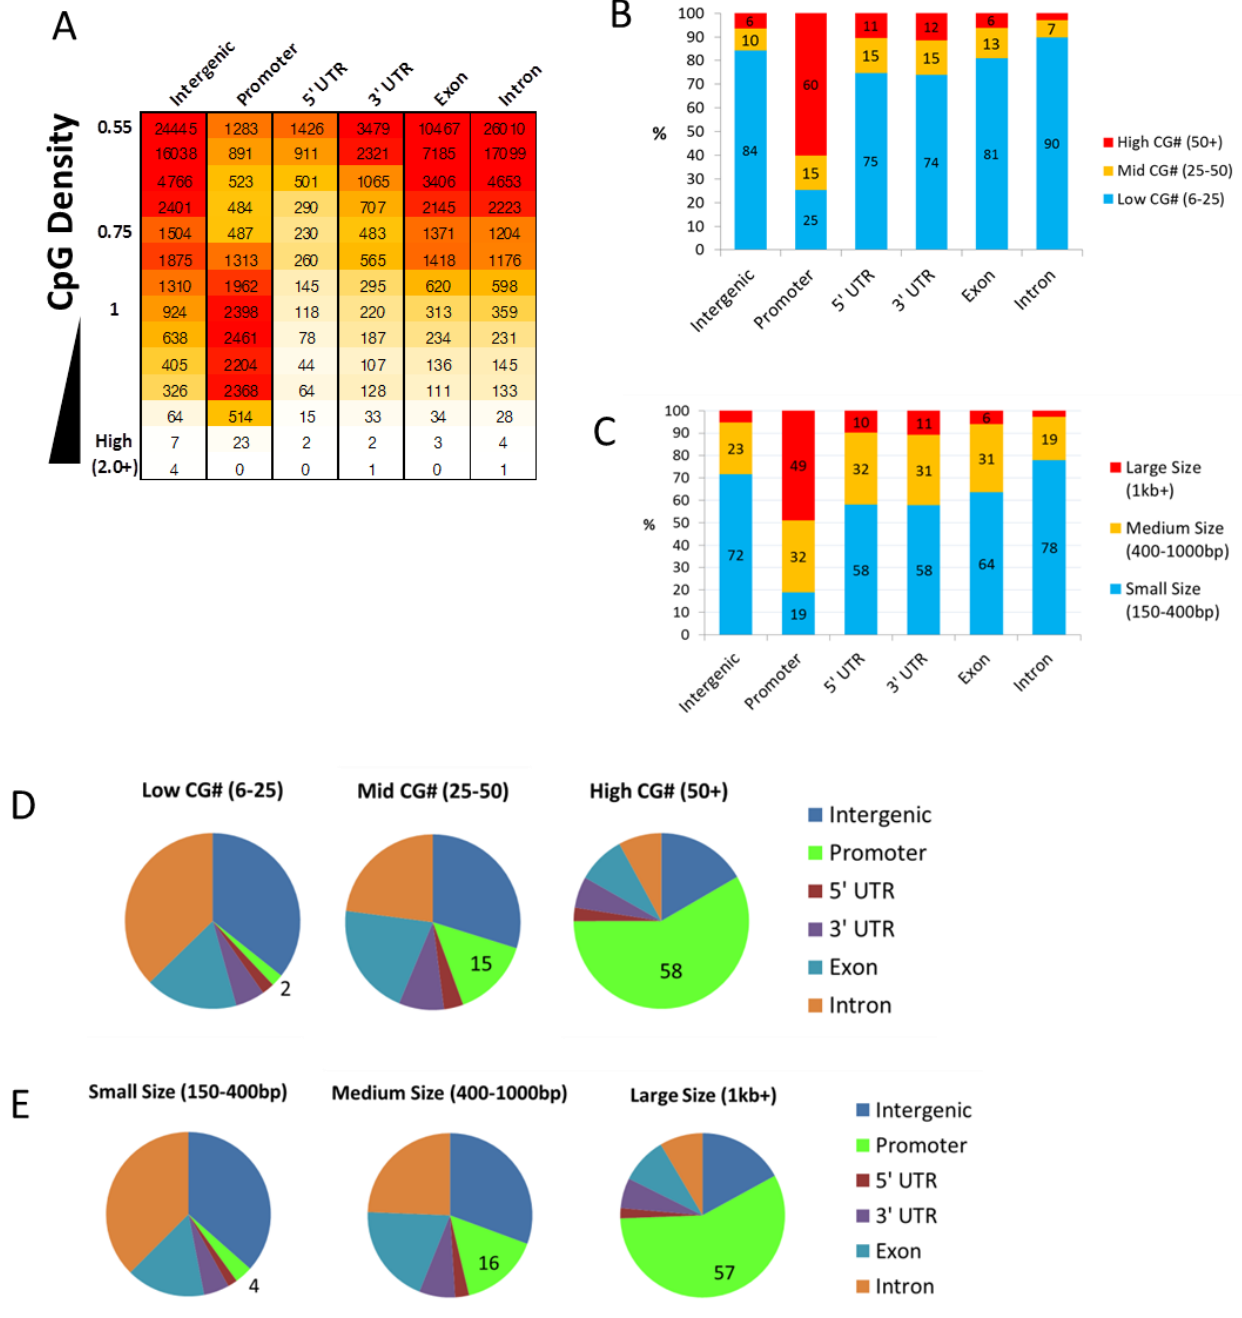 A
Intergenic Promoter 5' UTR 3' UTR Exon Intron
CpG Density
0.55 24445 1283 1426 3479 10467 26010
16038 891 911 2321 7185 17099
4766 523 501 1065 3406 4653
2401 484 290 707 2145 2223
0.75 1504 487 230 483 1371 1204
1875 1313 260 565 1418 1176
1310 1962 145 295 620 598
1 924 2398 118 220 313 359
638 2461 78 187 234 231
405 2204 44 107 136 145
326 2368 64 128 111 133
64 514 15 33 34 28
High 7 23 2 2 3 4
(2.0+) 4 0 0 1 0 1
B
100
90
80
70
60
50
40
30
20
10
0
%
6 60 11 12 6
10 15 15 15 13 7
84 25 75 74 81 90
Intergenic Promoter 5' UTR 3' UTR Exon Intron
High CG# (50+)
Mid CG# (25-50)
Low CG# (6-25)
C
100
90
80
70
60
50
40
30
20
10
0
%
49 10 11 6
23 32 32 31 31 19
72 19 58 58 64 78
Intergenic Promoter 5' UTR 3' UTR Exon Intron
Large Size
(1kb+)
Medium Size
(400-1000bp)
Small Size
(150-400bp)
D
Low CG# (6-25) Mid CG# (25-50) High CG# (50+)
2 15 58
Intergenic
Promoter
5' UTR
3' UTR
Exon
Intron
E
Small Size (150-400bp) Medium Size (400-1000bp) Large Size (1kb+)
4 16 57
Intergenic
Promoter
5' UTR
3' UTR
Exon
Intron